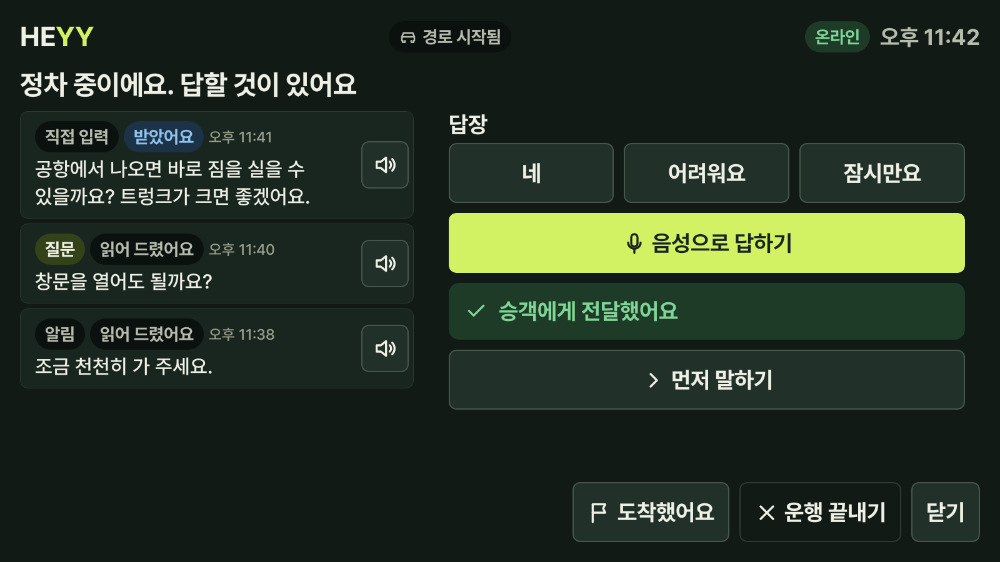 HEYY
경로 시작됨
온라인 오후 11:42
정차 중이에요. 답할 것이 있어요
직접 입력 받았어요 오후 11:41
공항에서 나오면 바로 짐을 실을 수
있을까요? 트렁크가 크면 좋겠어요.
질문 읽어 드렸어요 오후 11:40
창문을 열어도 될까요?
알림 읽어 드렸어요 오후 11:38
조금 천천히 가 주세요.
답장
네
어려워요
잠시만요
음성으로 답하기
승객에게 전달했어요
먼저 말하기
도착했어요
운행 끝내기
닫기